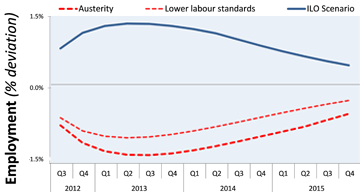 Austerity Lower labour standards ILO Scenario
1.5%
0.0%
1.5%
Employment (% deviation)
Q3 Q4 Q1 Q2 Q3 Q4 Q1 Q2 Q3 Q4 Q1 Q2 Q3 Q4
2012 2013 2014 2015